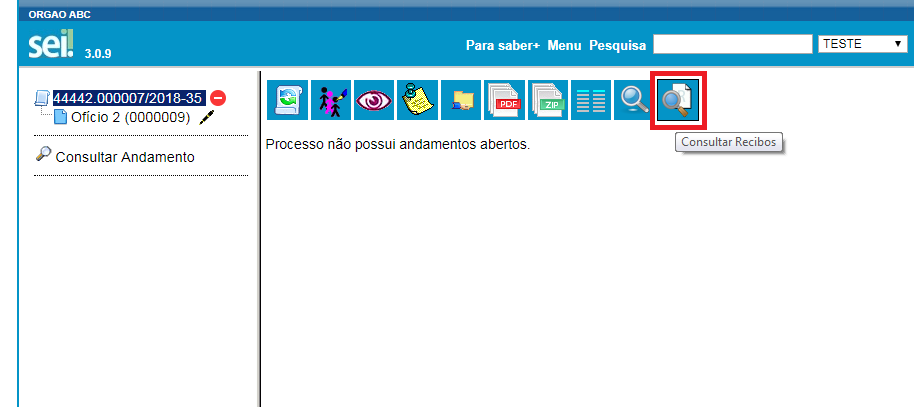 ORGAO ABC
sei! 3.0.9
Para saber+ Menu Pesquisa TESTE
44442.000007/2018-35
Ofício 2 (0000009)
Consultar Andamento
PDF
ZIP
Processo não possui andamentos abertos.
Consultar Recibos